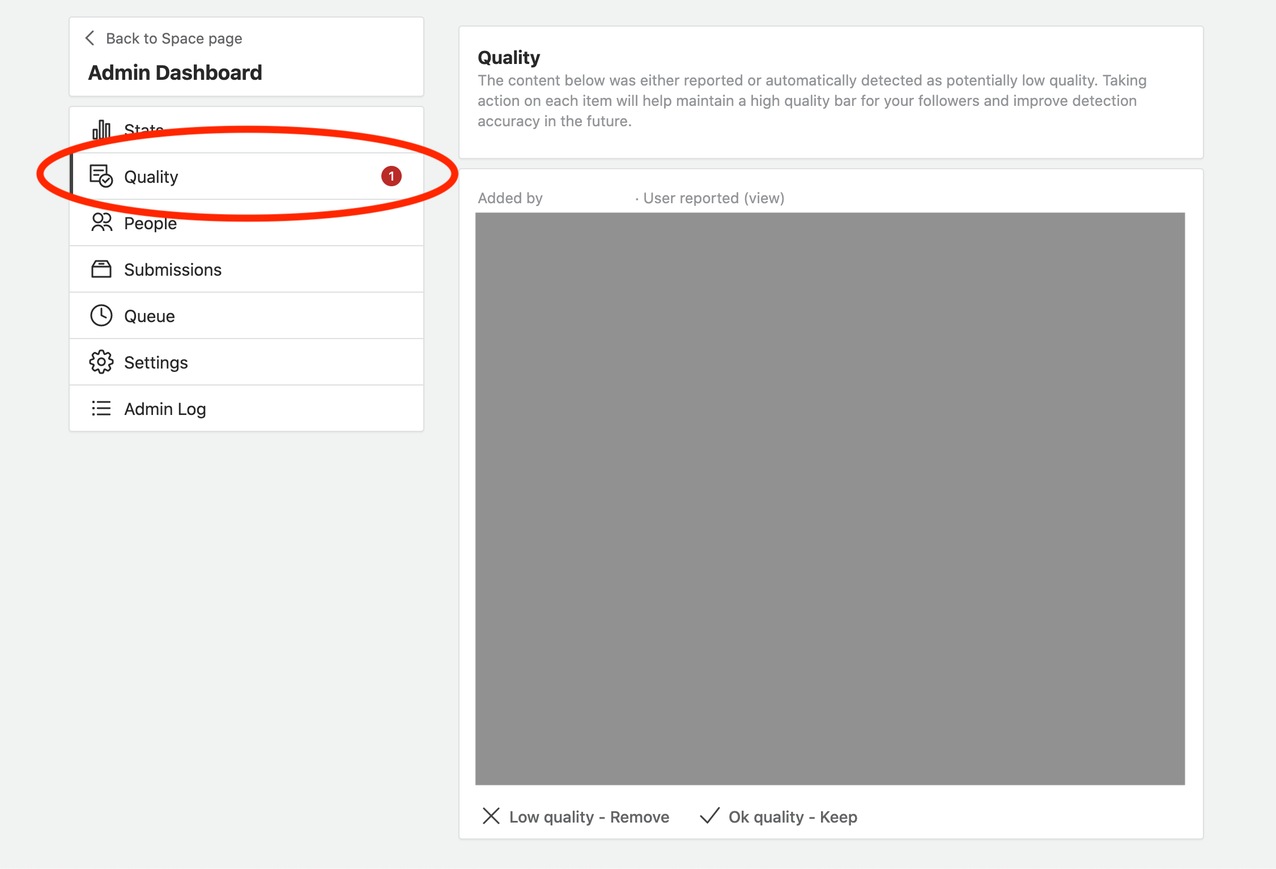 Back to Space page
Admin Dashboard
Stats
Quality
1
People
Submissions
Queue
Settings
Admin Log
Quality
The content below was either reported or automatically detected as potentially low quality. Taking
action on each item will help maintain a high quality bar for your followers and improve detection
accuracy in the future.
Added by · User reported (view)
Low quality - Remove
Ok quality - Keep